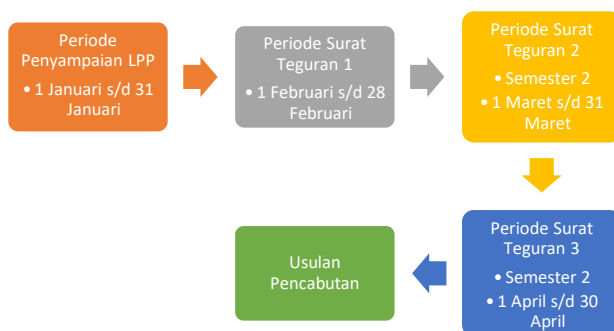 Periode
Penyampaian LPP
• 1 Januari s/d 31
Januari
Periode Surat
Teguran 1
• 1 Februari s/d 28
Februari
Periode Surat
Teguran 2
• Semester 2
• 1 Maret s/d 31
Maret
Periode Surat
Teguran 3
• Semester 2
• 1 April s/d 30
April
Usulan
Pencabutan